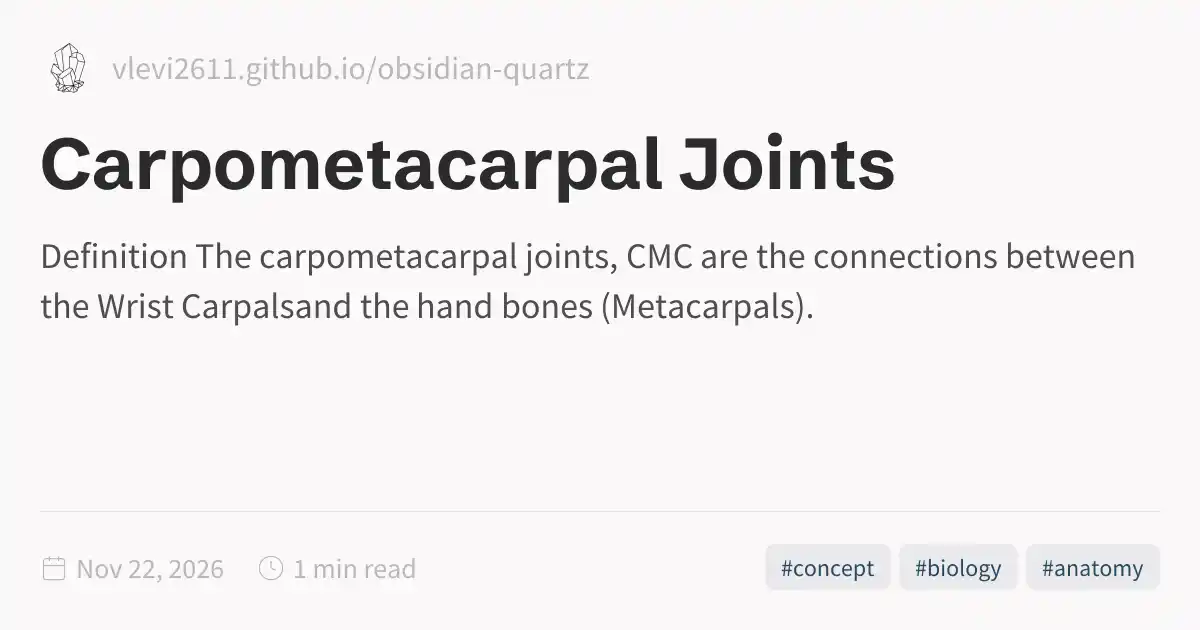 vlevi2611.github.io/obsidian-quartz
Carpometacarpal Joints
Definition The carpometacarpal joints, CMC are the connections between
the Wrist Carpalsand the hand bones (Metacarpals).
Nov 22, 2026 1 min read #concept #biology #anatomy